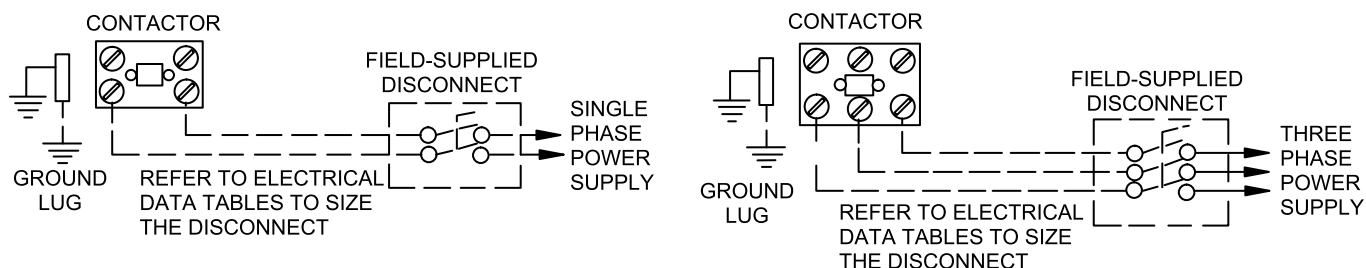 CONTACTOR
FIELD-SUPPLIED
DISCONNECT
SINGLE
PHASE
POWER
SUPPLY
GROUND
LUG
REFER TO ELECTRICAL
DATA TABLES TO SIZE
THE DISCONNECT
CONTACTOR
FIELD-SUPPLIED
DISCONNECT
THREE
PHASE
POWER
SUPPLY
GROUND
LUG
REFER TO ELECTRICAL
DATA TABLES TO SIZE
THE DISCONNECT